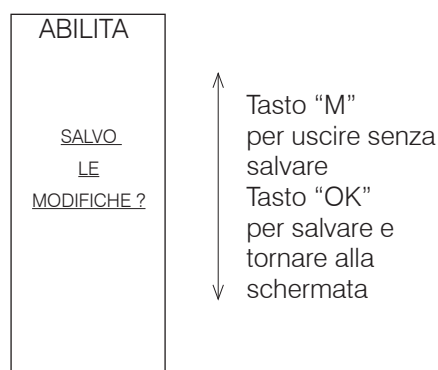 ABILITA
SALVO
LE
MODIFICHE ?
Tasto “M”
per uscire senza
salvare
Tasto “OK”
per salvare e
tornare alla
schermata